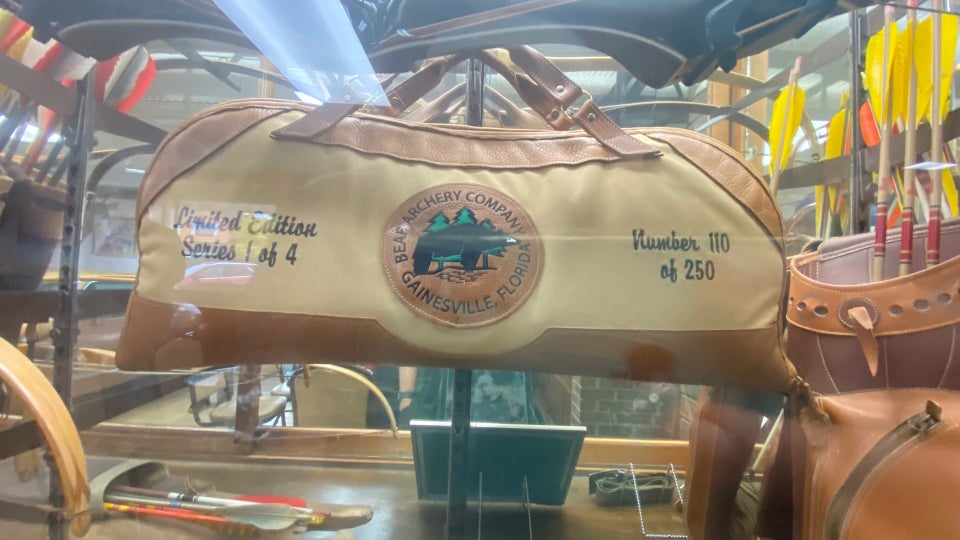 Limited Edition
Series 1 of 4
BEAR ARCHERY COMPANY
GAINESVILLE, FLORIDA
Number 110
of 250